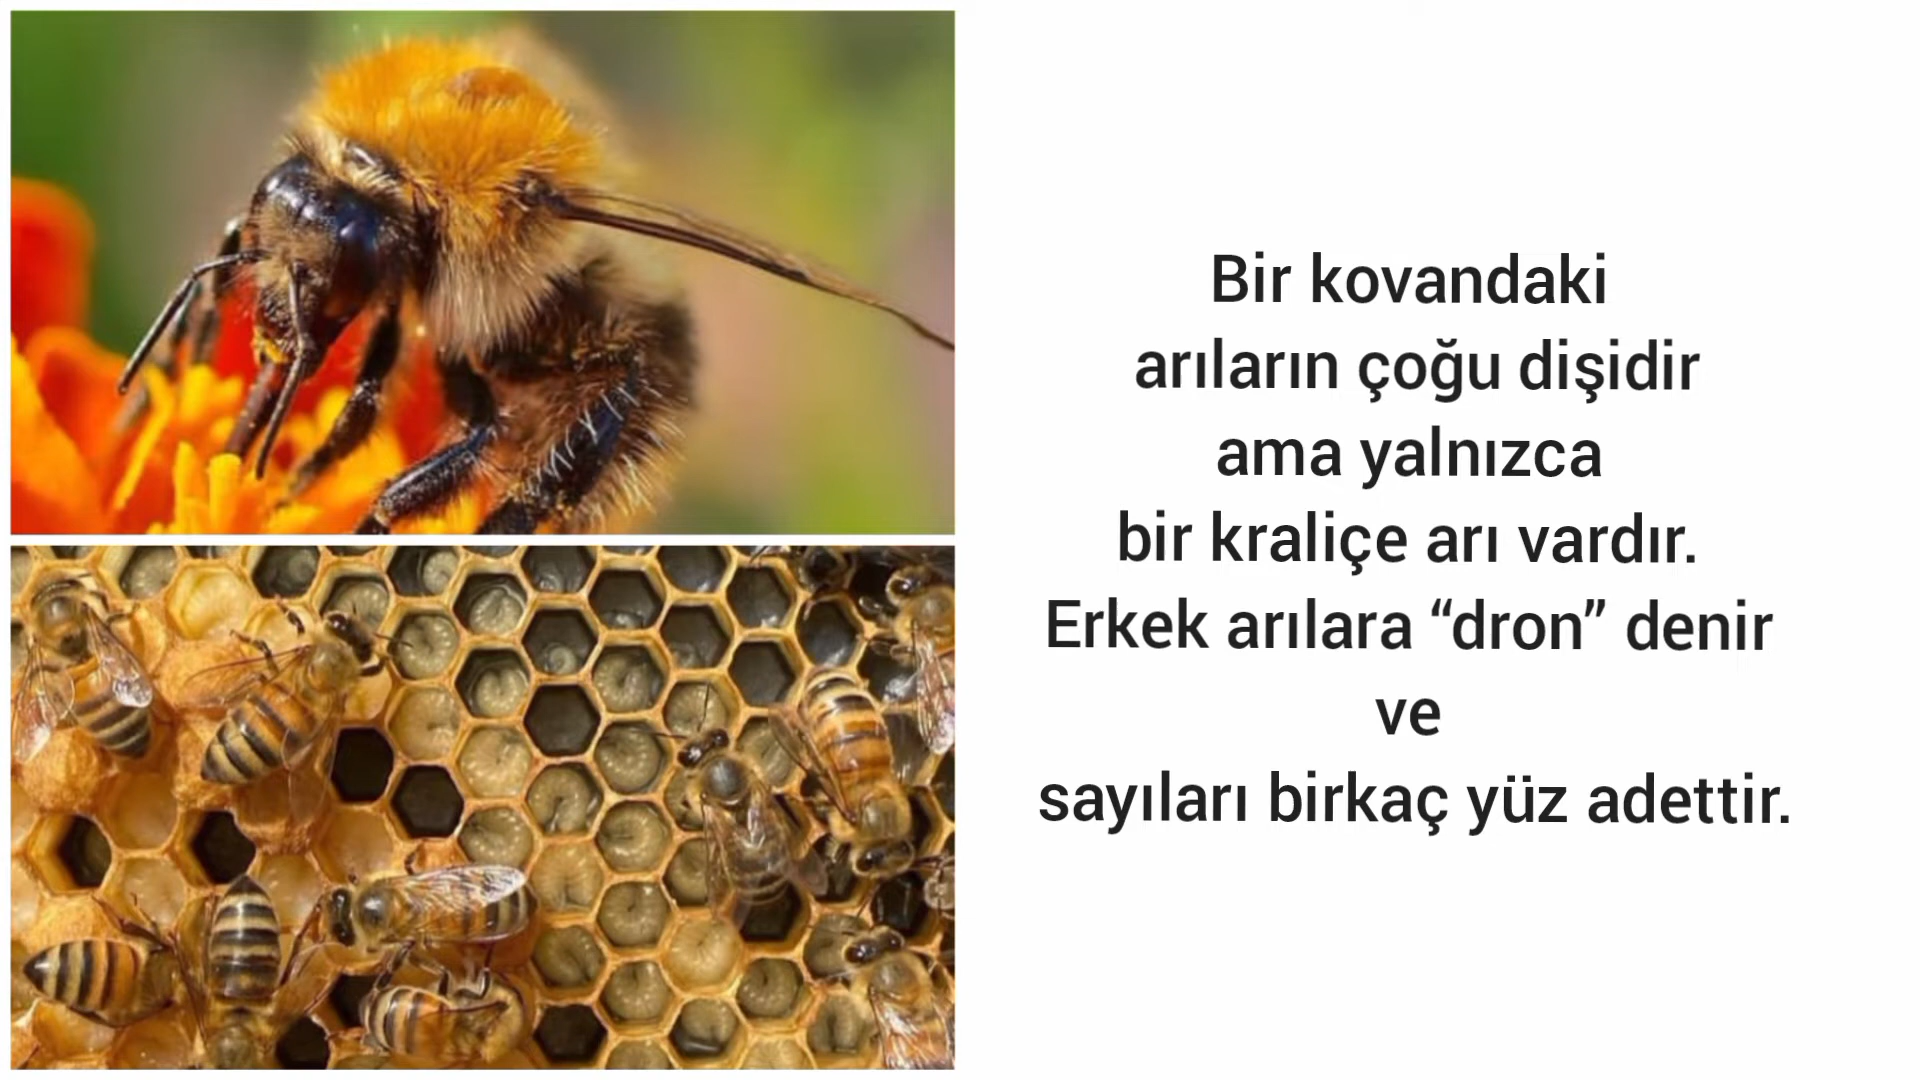 Bir kovandaki
arıların çoğu dişidir
ama yalnızca
bir kraliçe arı vardır.
Erkek arılara “dron” denir
ve
sayıları birkaç yüz adettir.